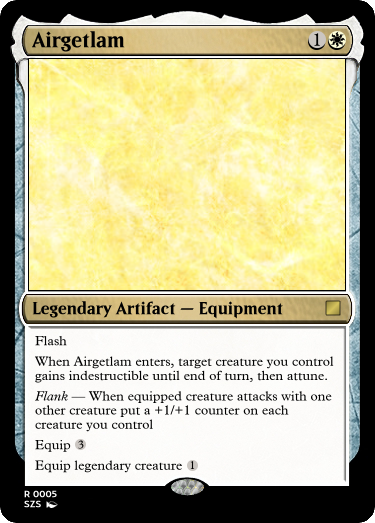 Airgetlam 1
Legendary Artifact — Equipment
Flash
When Airgetlam enters, target creature you control
gains indestructible until end of turn, then attune.
Flank — When equipped creature attacks with one
other creature put a +1/+1 counter on each
creature you control
Equip 3
Equip legendary creature 1
R 0005
SZS